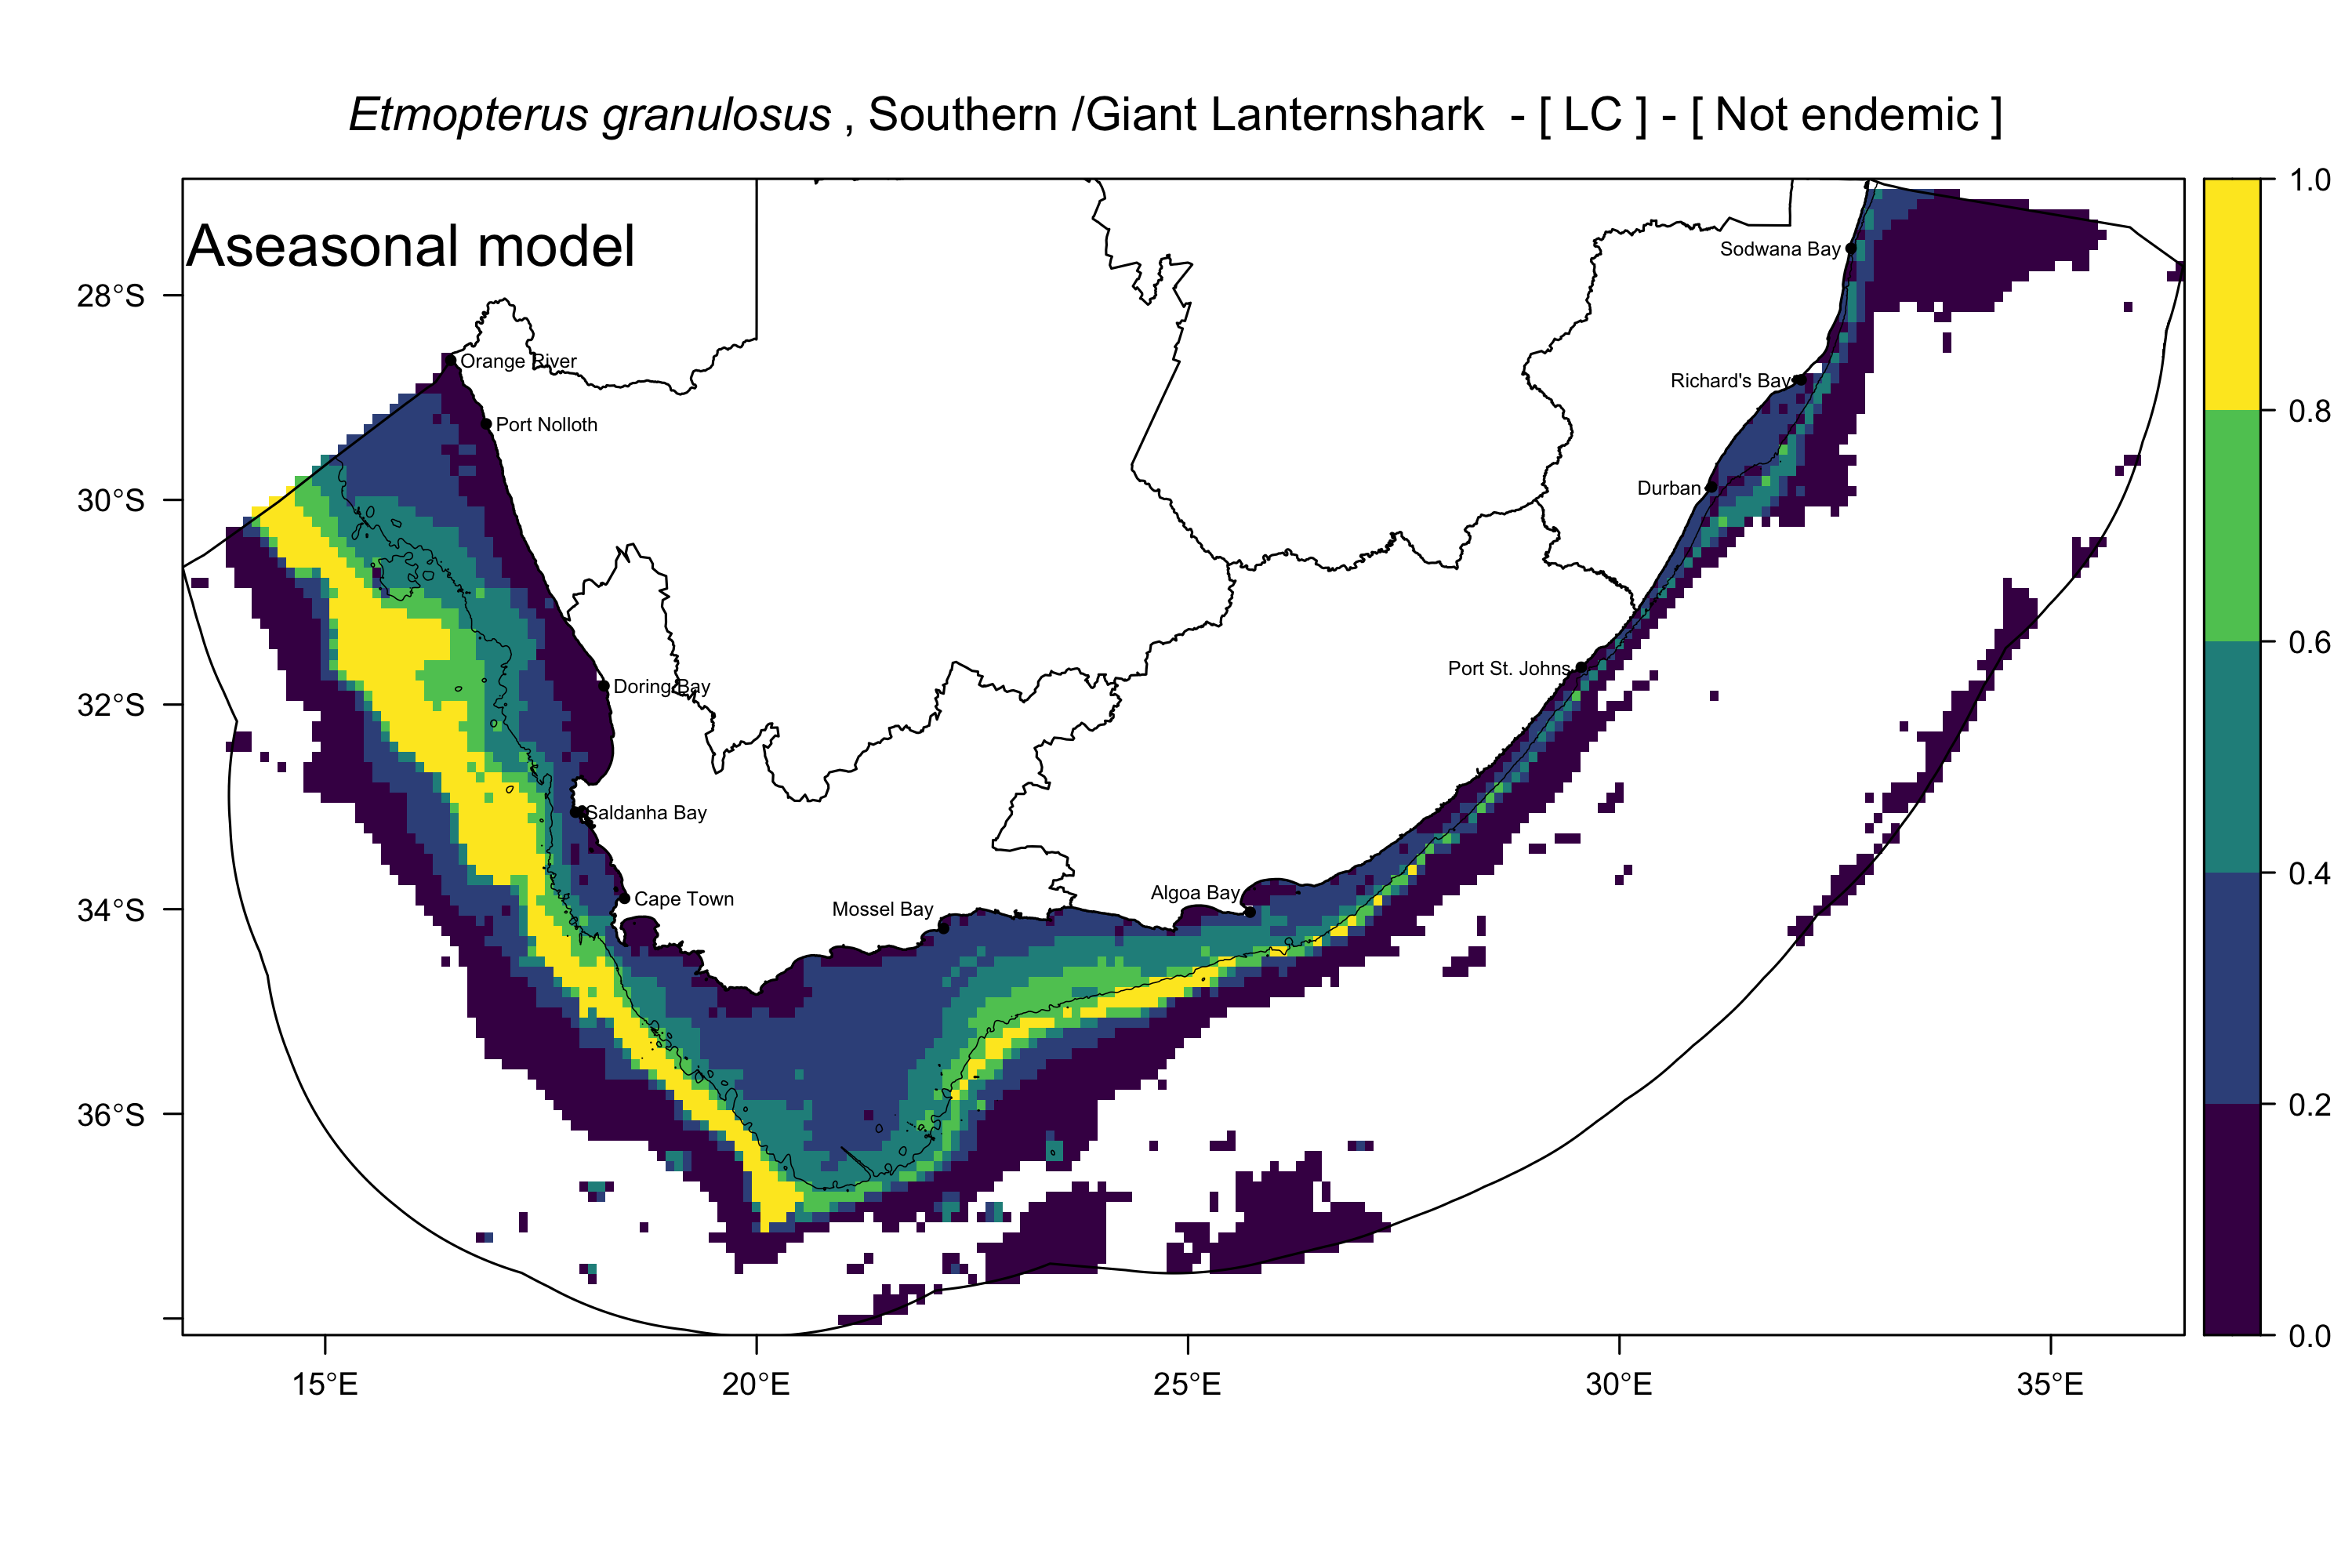 Etmopterus granulosus , Southern /Giant Lanternshark - [ LC ] - [ Not endemic ]
Aseasonal model
1.0
0.8
0.6
0.4
0.2
0.0
28°S
30°S
32°S
34°S
36°S
Sodwana Bay
Orange River
Richard's Bay
Port Nolloth
Durban
Port St. Johns
Doring Bay
Saldanha Bay
Algoa Bay
Cape Town
Mossel Bay
15°E
20°E
25°E
30°E
35°E